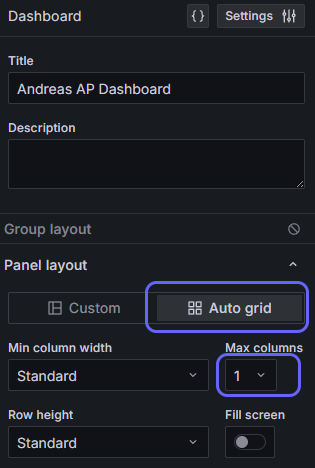 Dashboard
{ }
Settings
Title
Andreas AP Dashboard
Description
Group layout
Panel layout
Custom
Auto grid
Min column width
Max columns
Standard
1
Row height
Fill screen
Standard